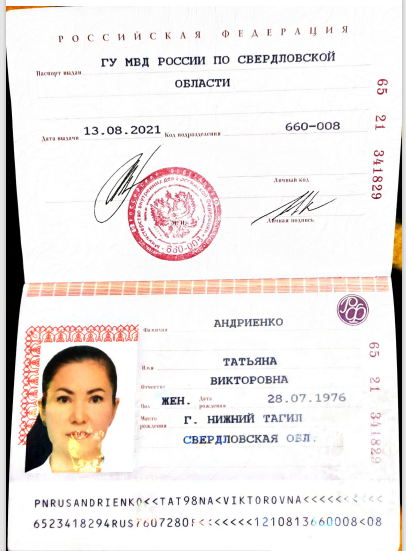 РОССИЙСКАЯ ФЕДЕРАЦИЯ
Паспорт выдан ГУ МВД РОССИИ ПО СВЕРДЛОВСКОЙ
ОБЛАСТИ
Дата выдачи 13.08.2021 Код подразделения 660-008
65 21 341829
Личный код
Личная подпись
660-008
Фамилия АНДРИЕНКО
Имя ТАТЬЯНА
Отчество ВИКТОРОВНА
Пол ЖЕН. Дата рождения 28.07.1976
Место рождения Г. НИЖНИЙ ТАГИЛ
СВЕРДЛОВСКАЯ ОБЛ.
65 21 341829
PNRUSANDRIENKO<<TAT98NA<VIKTOROVNA<<<<<<<<<<
6523418294RUS7607280F<<<<<<<1210813660008<08